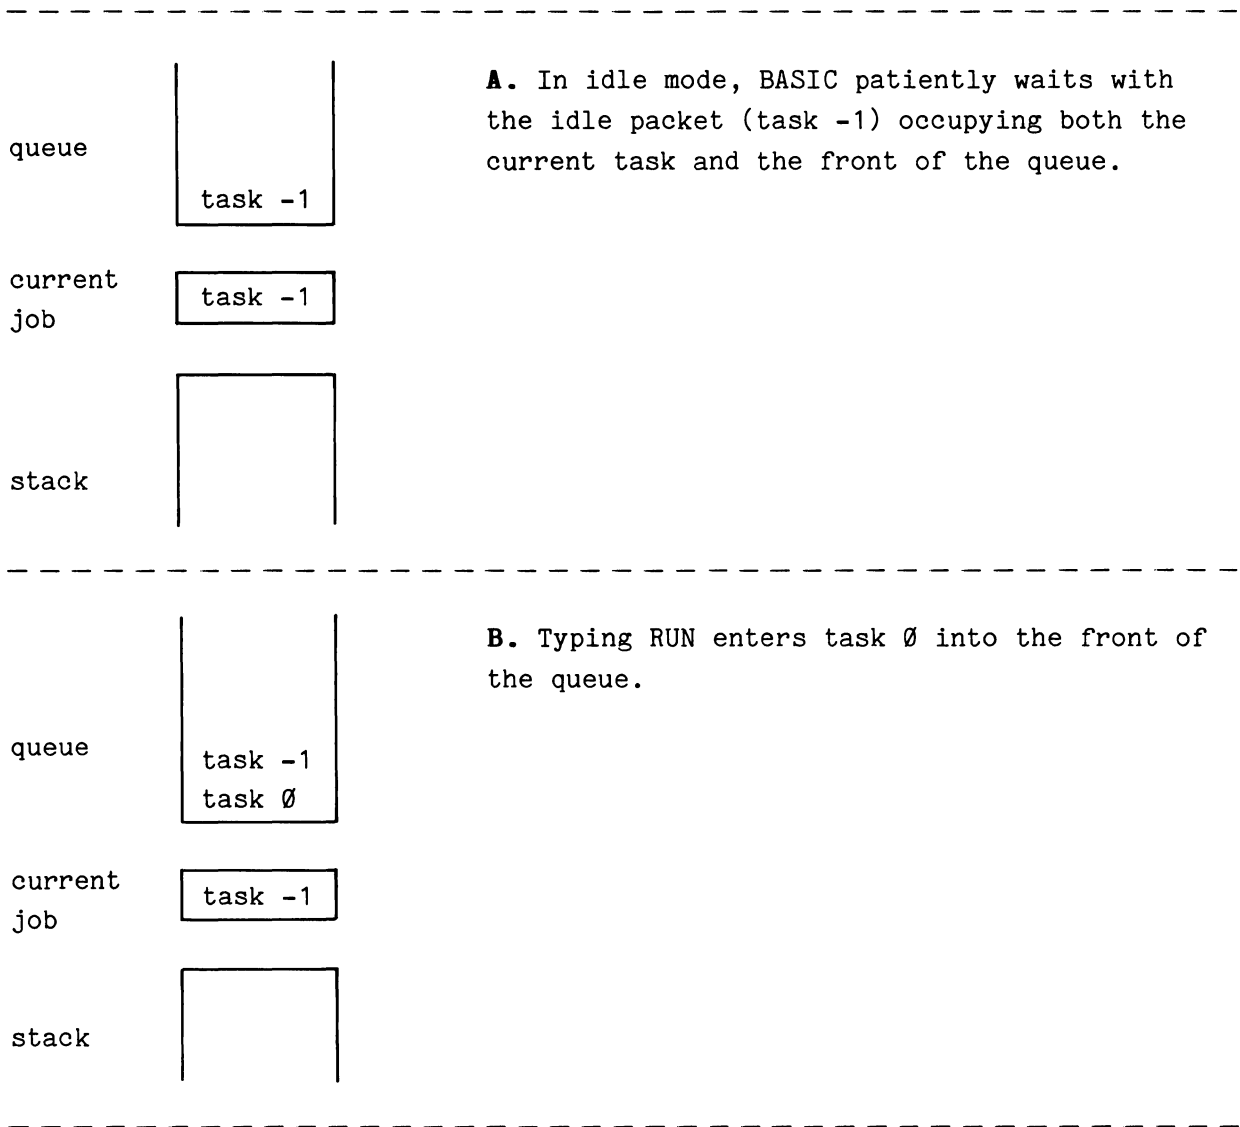 A. In idle mode, BASIC patiently waits with
the idle packet (task -1) occupying both the
current task and the front of the queue.
queue
task -1
current
job
task -1
stack
B. Typing RUN enters task Ø into the front of
the queue.
queue
task -1
task Ø
current
job
task -1
stack